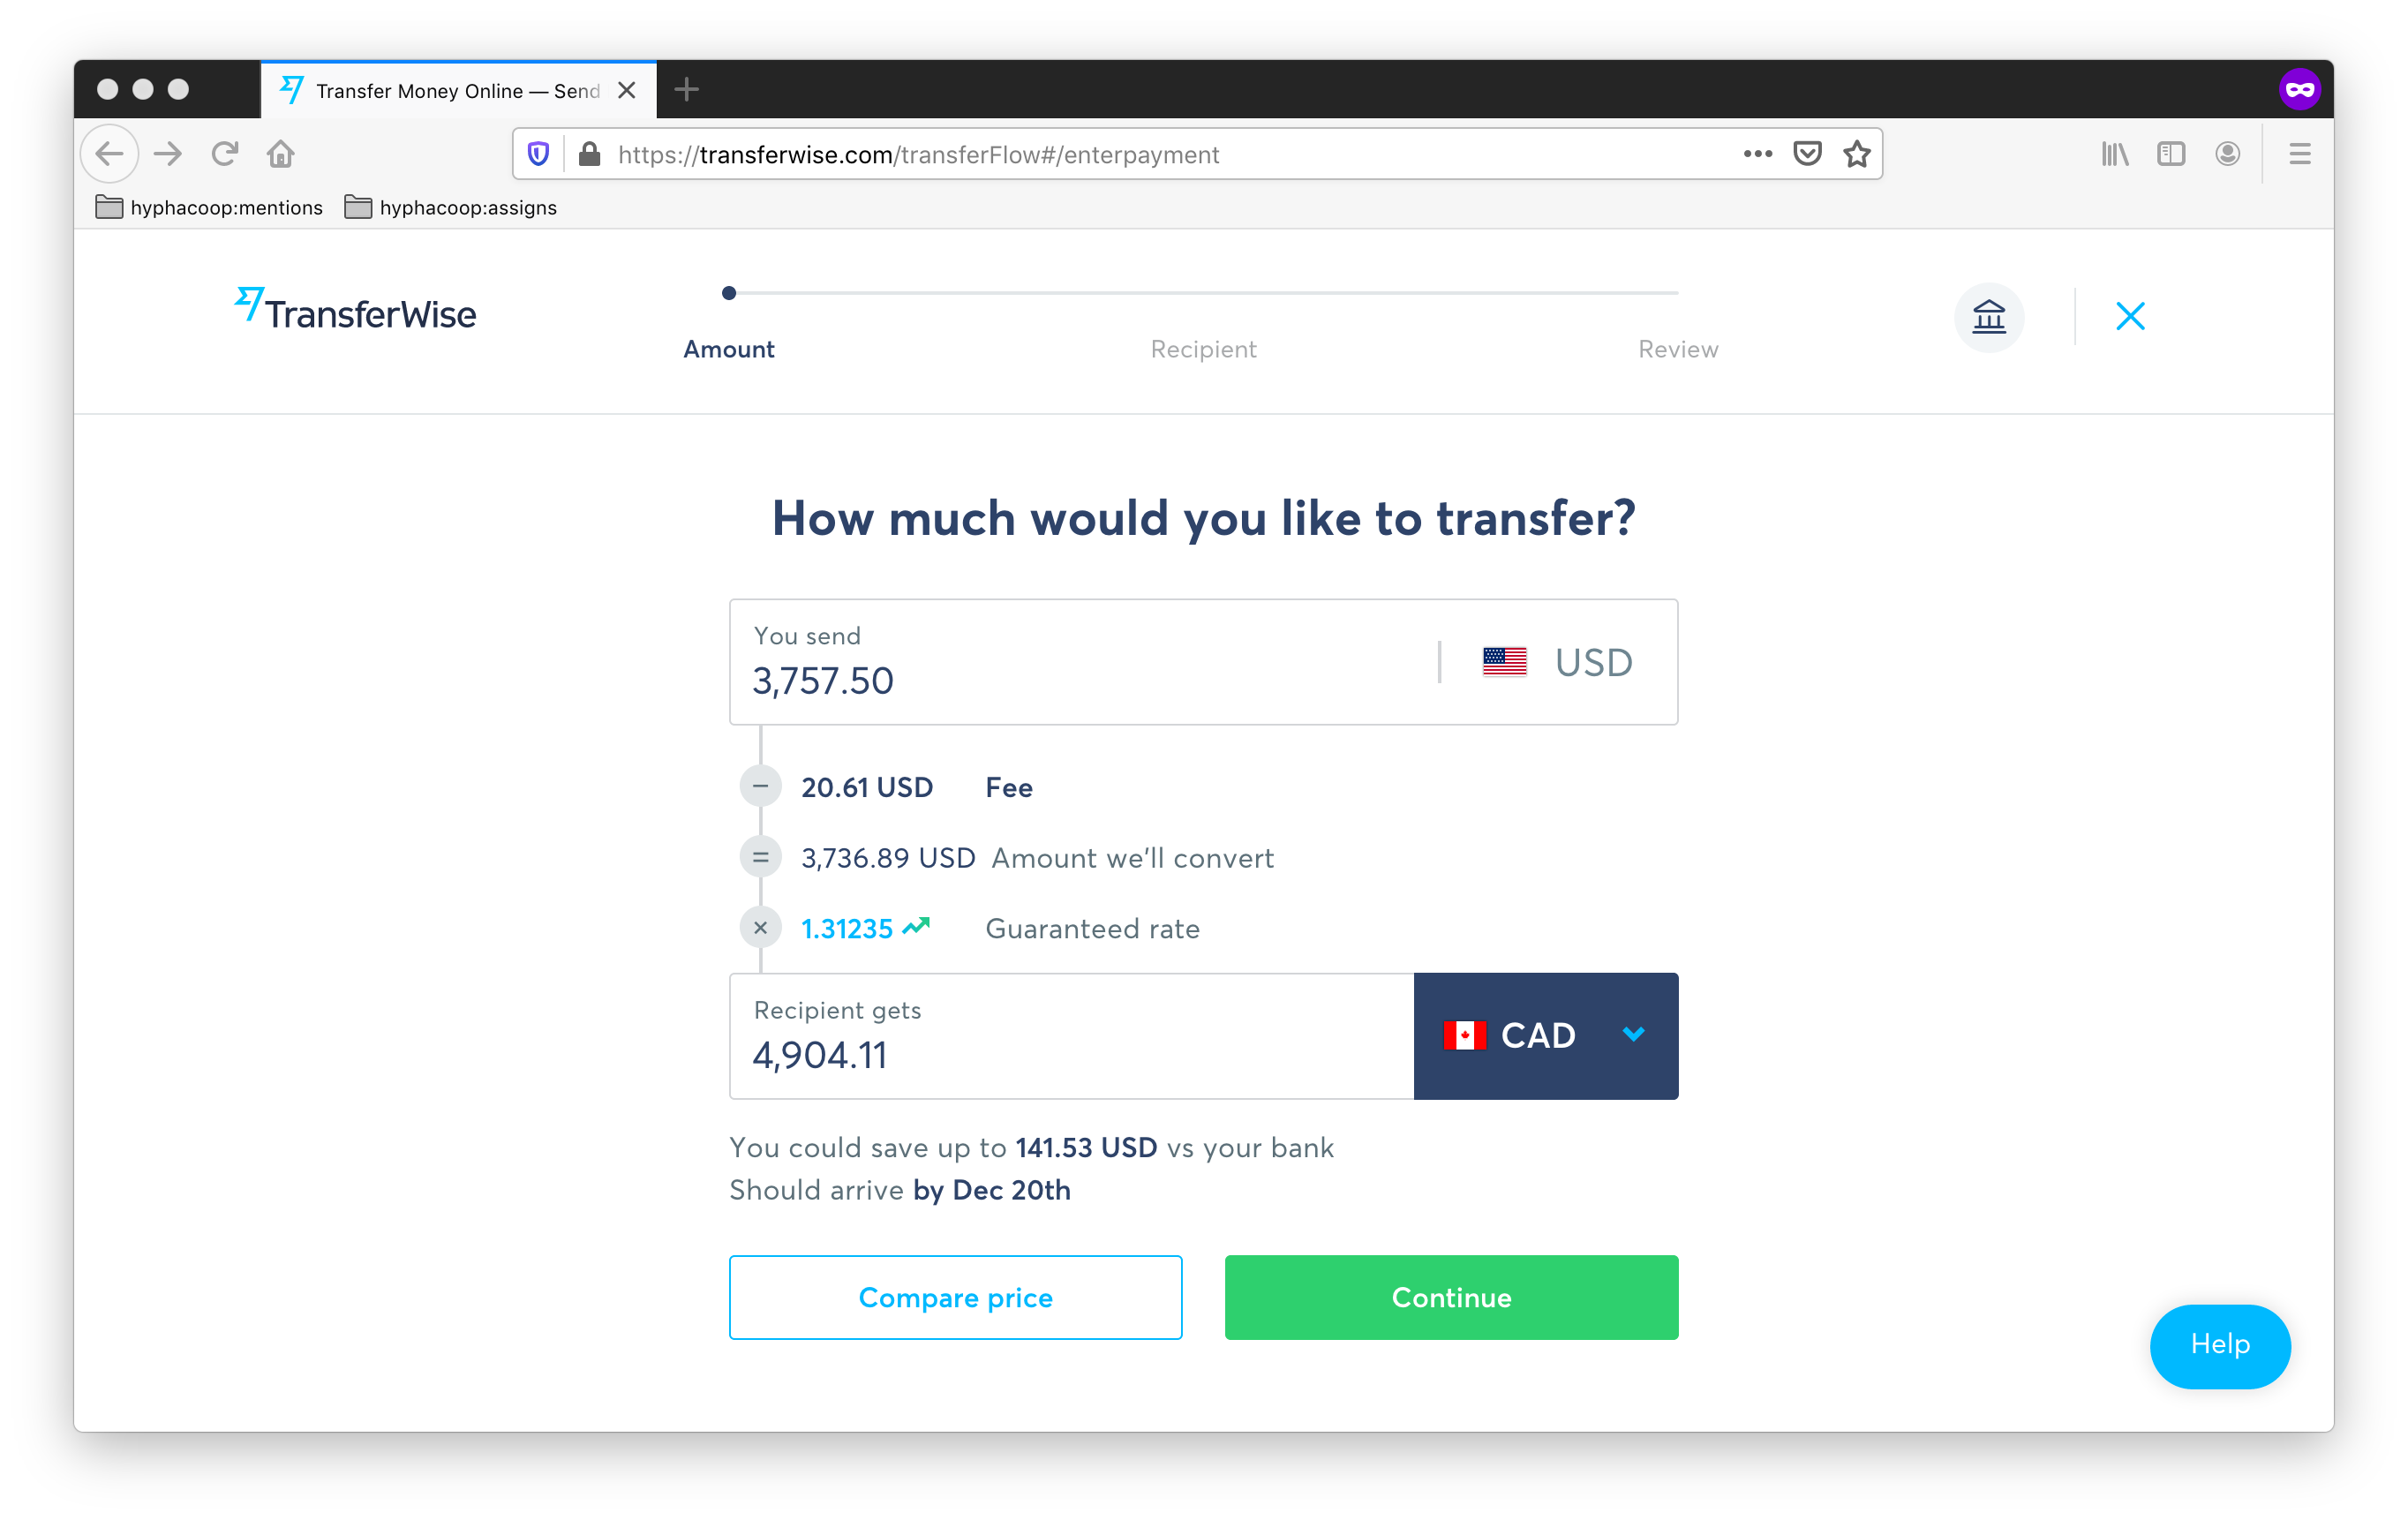 Transfer Money Online — Send
https://transferwise.com/transferFlow#/enterpayment
hyphacoop:mentions hyphacoop:assigns
TransferWise
Amount Recipient Review
How much would you like to transfer?
You send
3,757.50
USD
20.61 USD Fee
3,736.89 USD Amount we'll convert
1.31235 Guaranteed rate
Recipient gets
4,904.11
CAD
You could save up to 141.53 USD vs your bank
Should arrive by Dec 20th
Compare price Continue
Help